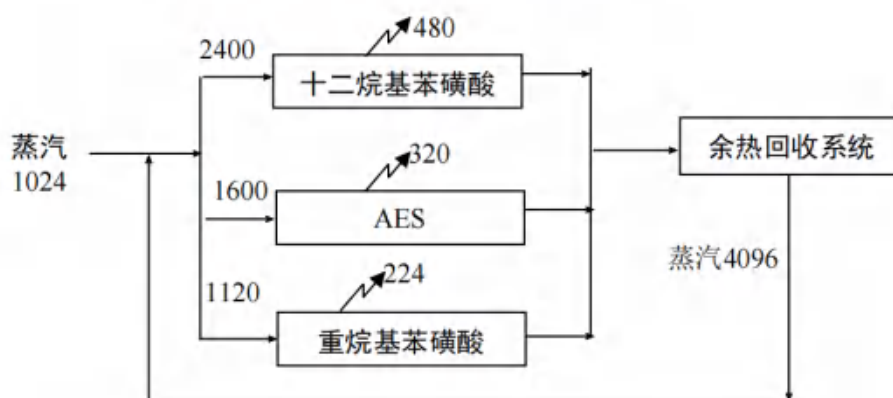 480
2400
十二烷基苯磺酸
蒸汽
1024
余热回收系统
320
1600
AES
蒸汽4096
224
1120
重烷基苯磺酸